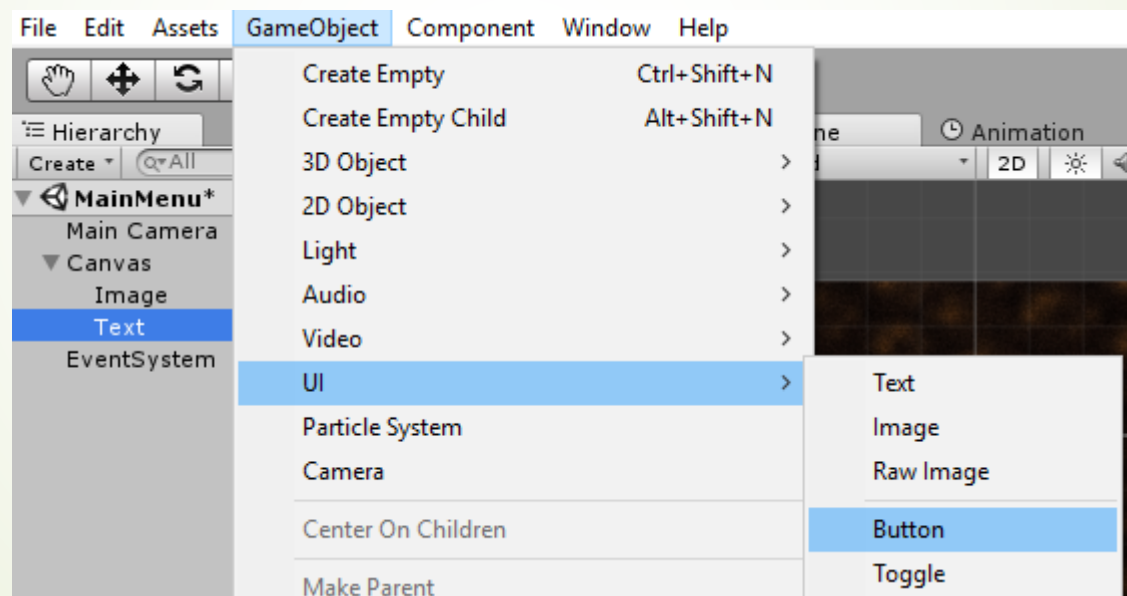 File Edit Assets GameObject Component Window Help
Create Empty Ctrl+Shift+N
Create Empty Child Alt+Shift+N
3D Object
2D Object
Light
Audio
Video
UI
Particle System
Camera
Center On Children
Make Parent
Hierarchy
Create All
MainMenu*
Main Camera
Canvas
Image
Text
EventSystem
Animation
2D
Text
Image
Raw Image
Button
Toggle